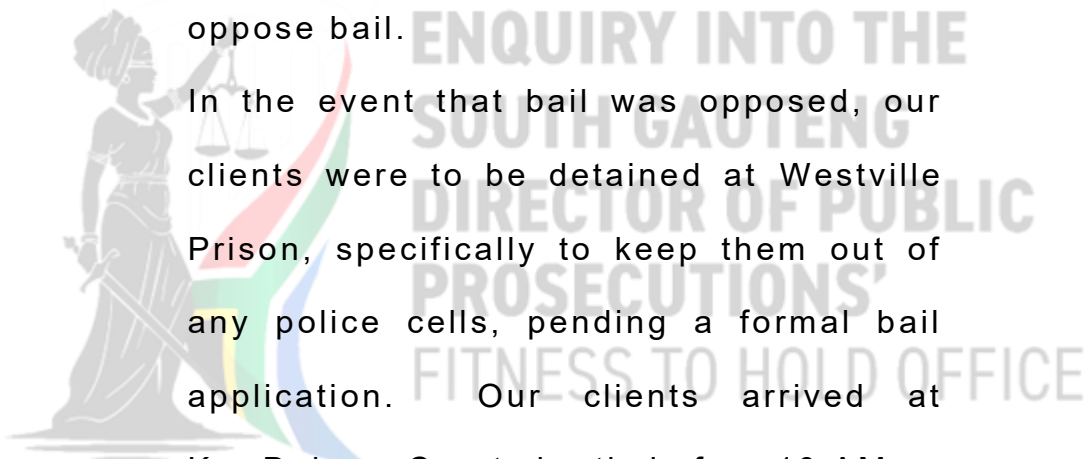 oppose bail.
In the event that bail was opposed, our
clients were to be detained at Westville
Prison, specifically to keep them out of
any police cells, pending a formal bail
application. Our clients arrived at
ENQUIRY INTO THE
SOUTH GAUTENG
DIRECTOR OF PUBLIC
PROSECUTIONS'
FITNESS TO HOLD OFFICE